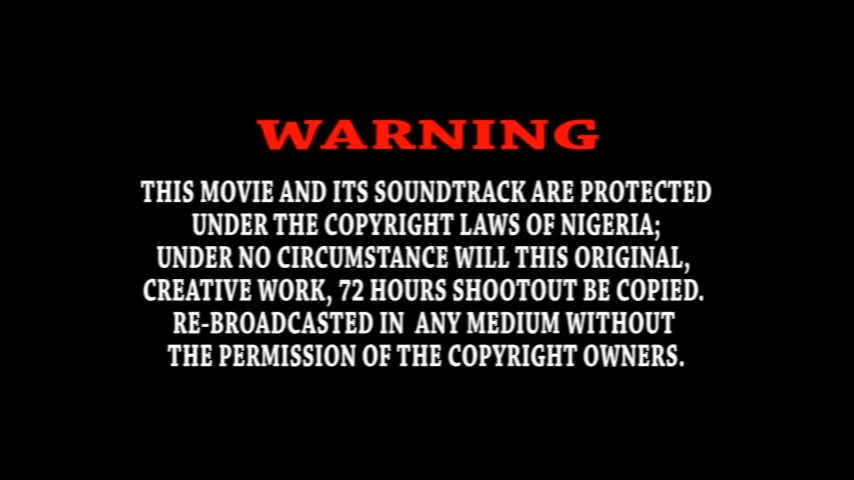 WARNING
THIS MOVIE AND ITS SOUNDTRACK ARE PROTECTED
UNDER THE COPYRIGHT LAWS OF NIGERIA;
UNDER NO CIRCUMSTANCE WILL THIS ORIGINAL,
CREATIVE WORK, 72 HOURS SHOOTOUT BE COPIED.
RE-BROADCASTED IN ANY MEDIUM WITHOUT
THE PERMISSION OF THE COPYRIGHT OWNERS.